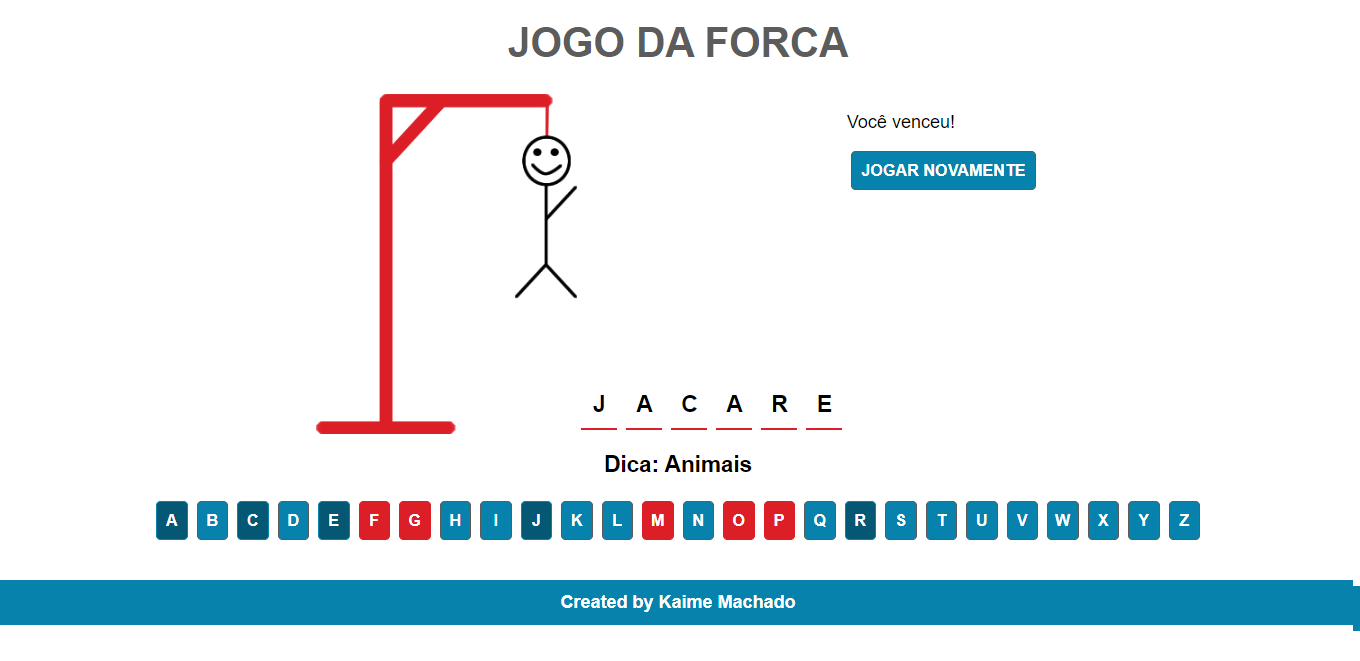 JOGO DA FORCA
Você venceu!
JOGAR NOVAMENTE
J A C A R E
Dica: Animais
A B C D E F G H I J K L M N O P Q R S T U V W X Y Z
Created by Kaime Machado